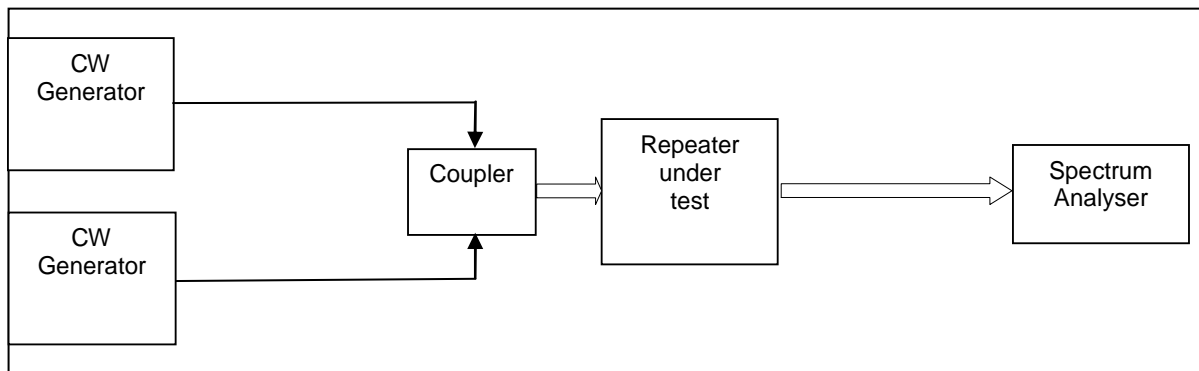 CW
Generator
Coupler
Repeater
under
test
Spectrum
Analyser
CW
Generator